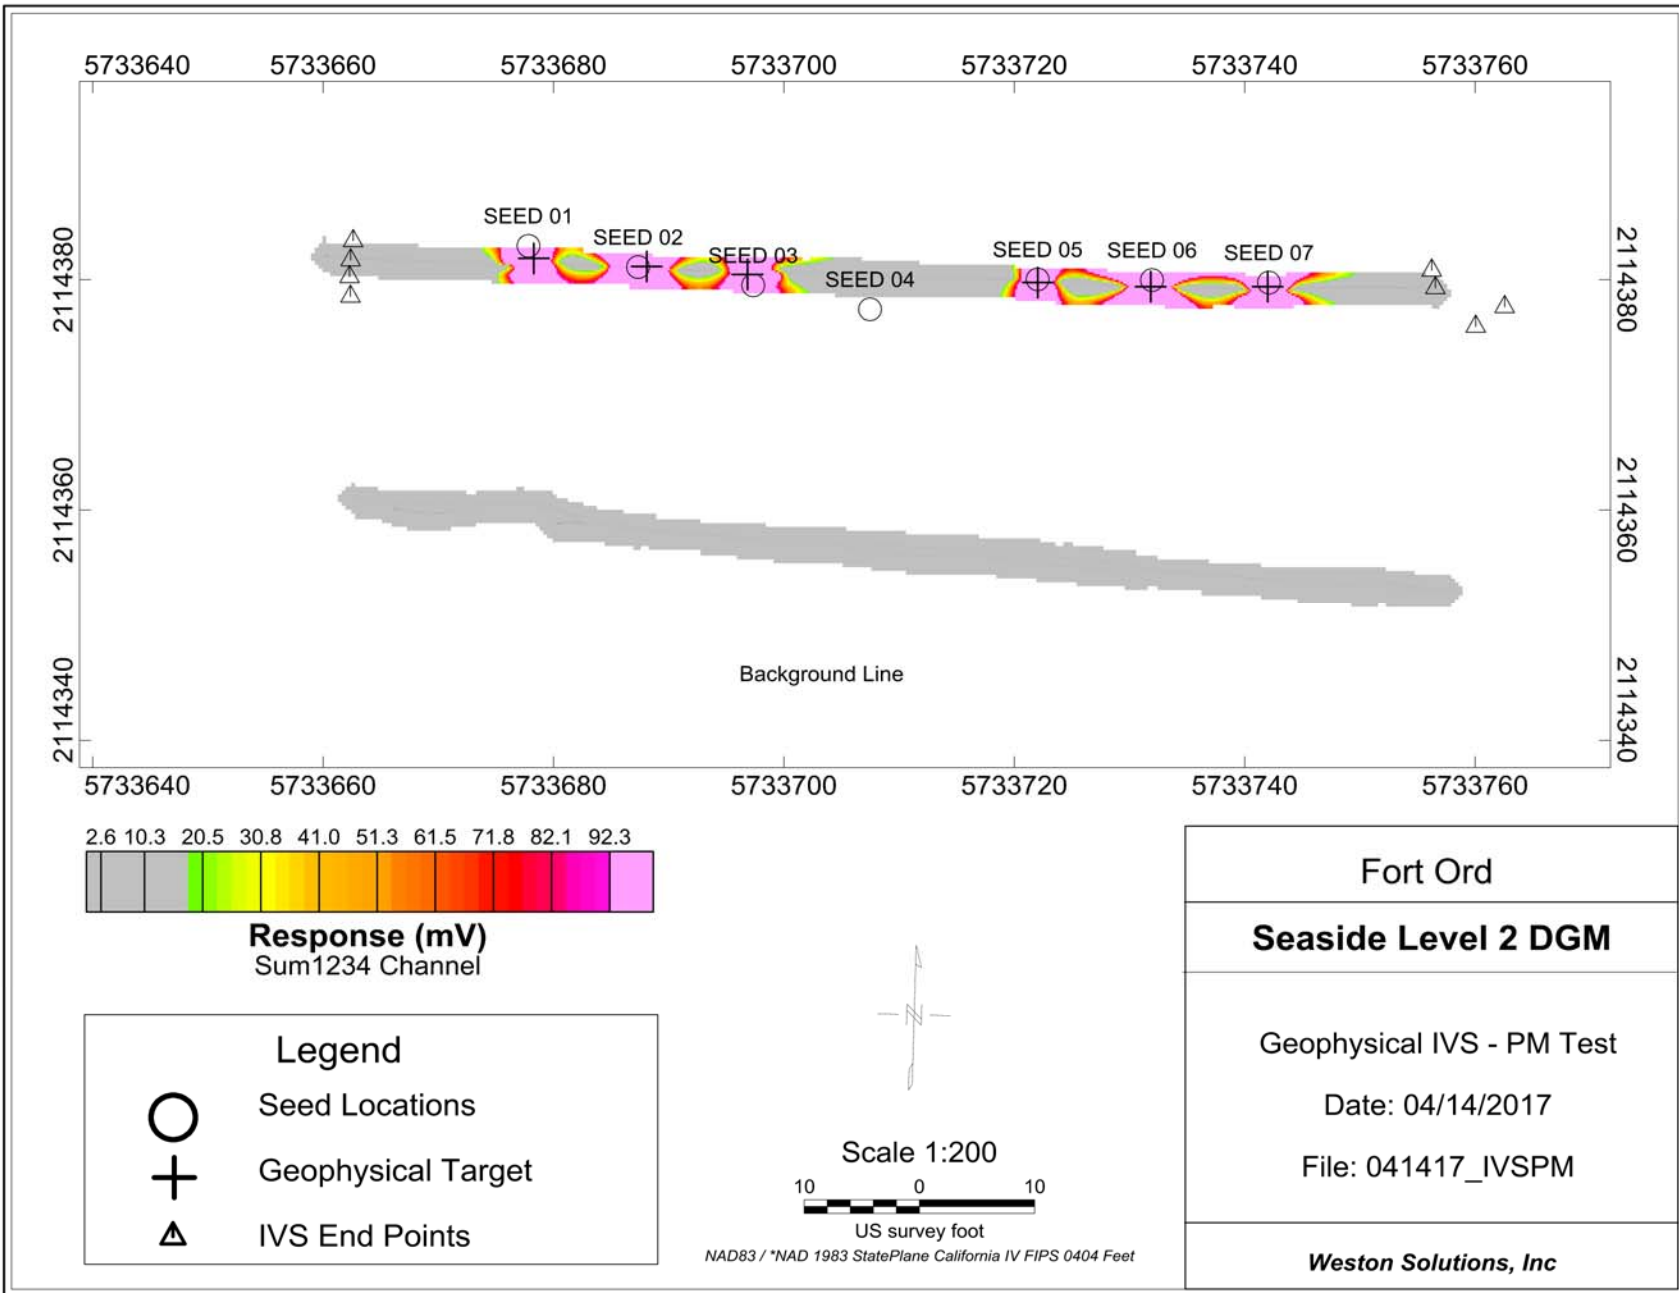 5733640 5733660 5733680 5733700 5733720 5733740 5733760
2114380
2114360
2114340
2114380
2114360
2114340
SEED 01
SEED 02
SEED 03
SEED 04
SEED 05
SEED 06
SEED 07
Background Line
5733640 5733660 5733680 5733700 5733720 5733740 5733760
2.6 10.3 20.5 30.8 41.0 51.3 61.5 71.8 82.1 92.3
Response (mV)
Sum1234 Channel
Legend
Seed Locations
Geophysical Target
IVS End Points
N
Scale 1:200
10 0 10
US survey foot
NAD83 / *NAD 1983 StatePlane California IV FIPS 0404 Feet
Fort Ord
Seaside Level 2 DGM
Geophysical IVS - PM Test
Date: 04/14/2017
File: 041417_IVSPM
Weston Solutions, Inc